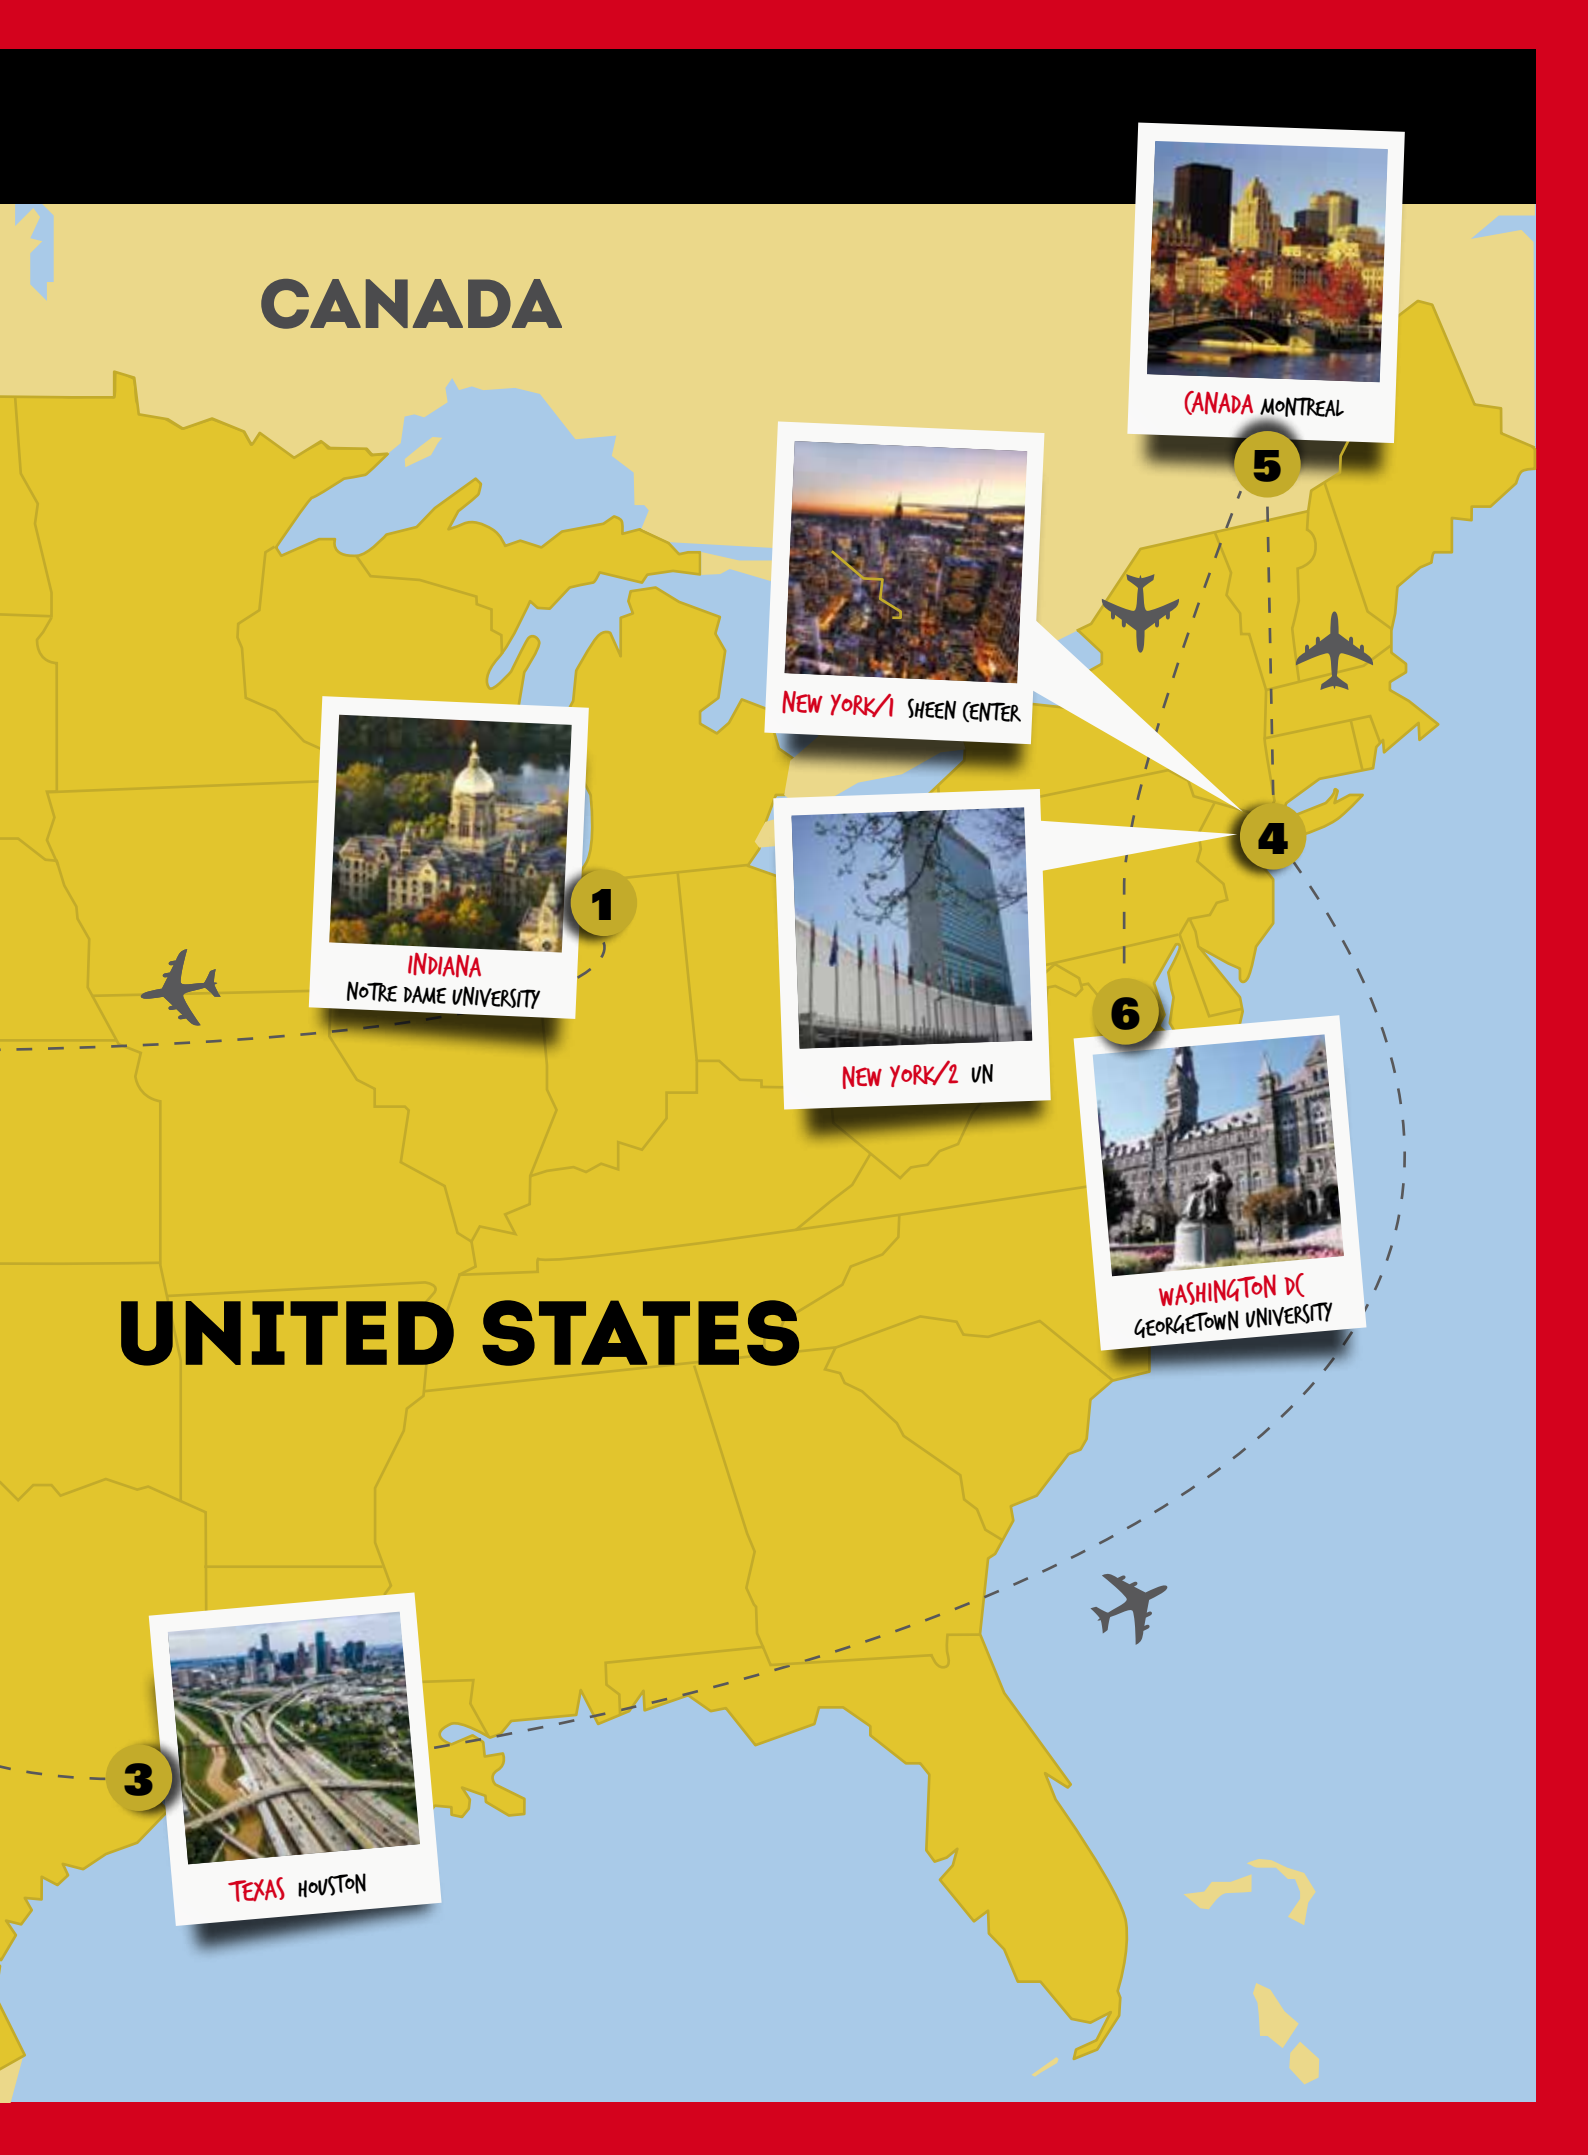 CANADA
CANADA MONTREAL
5
NEW YORK/1 SHEEN CENTER
4
INDIANA
NOTRE DAME UNIVERSITY
1
NEW YORK/2 UN
6
WASHINGTON DC
GEORGETOWN UNIVERSITY
UNITED STATES
3
TEXAS HOUSTON